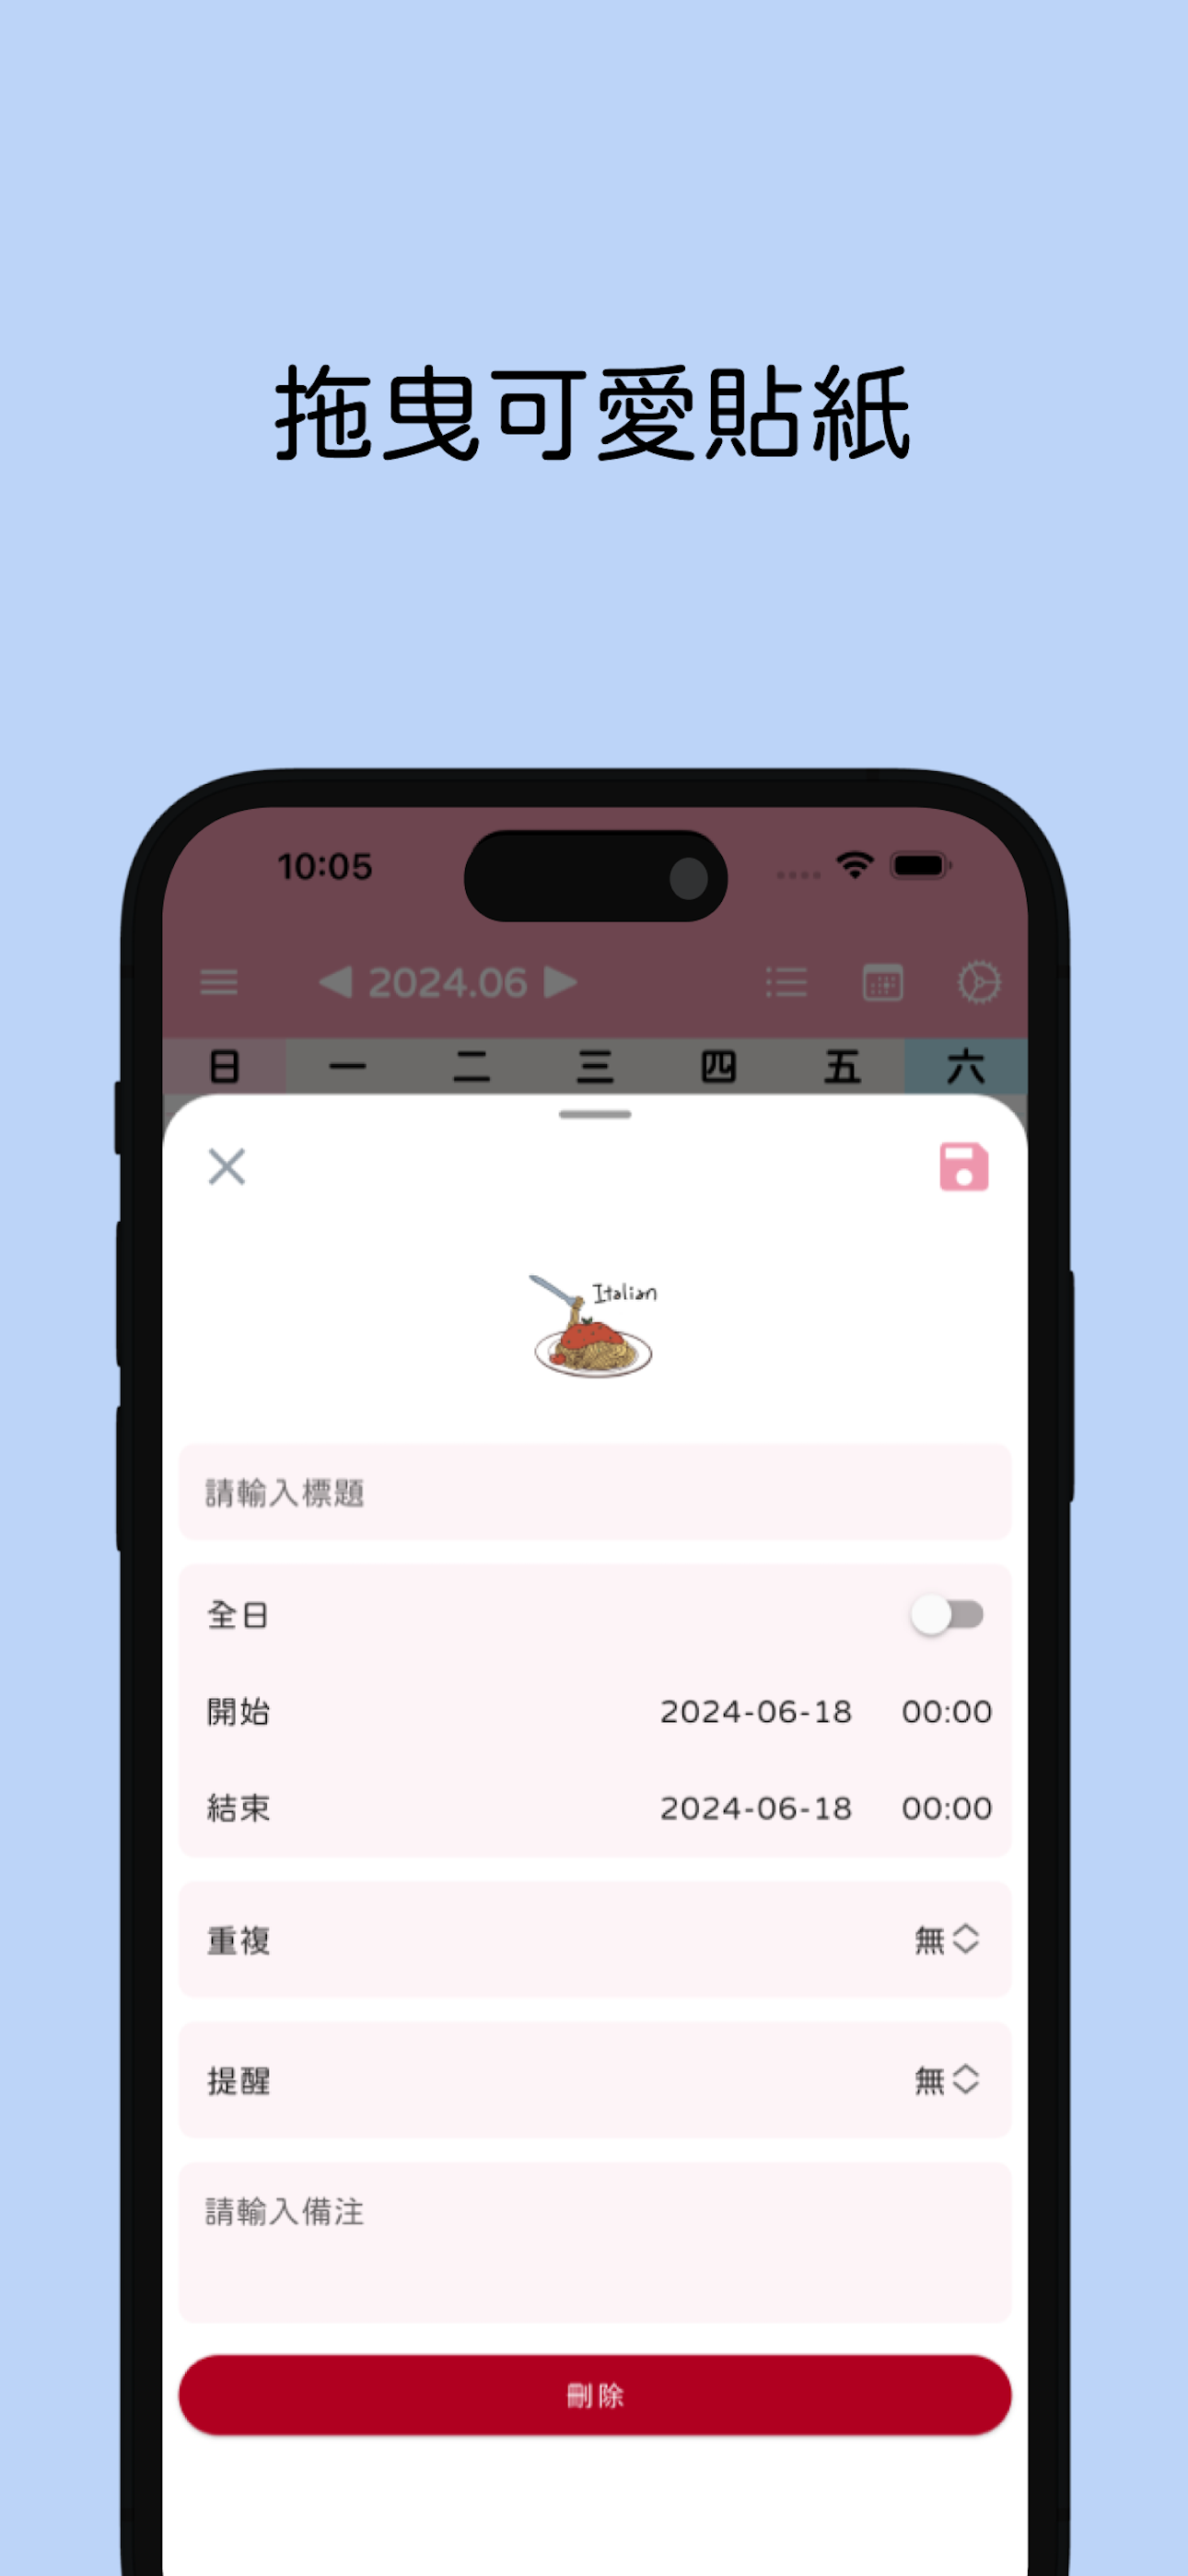 拖曳可愛貼紙
10:05
2024.06
日 一 二 三 四 五 六
Italian
請輸入標題
全日
開始 2024-06-18 00:00
結束 2024-06-18 00:00
重複 無
提醒 無
請輸入備注
刪除